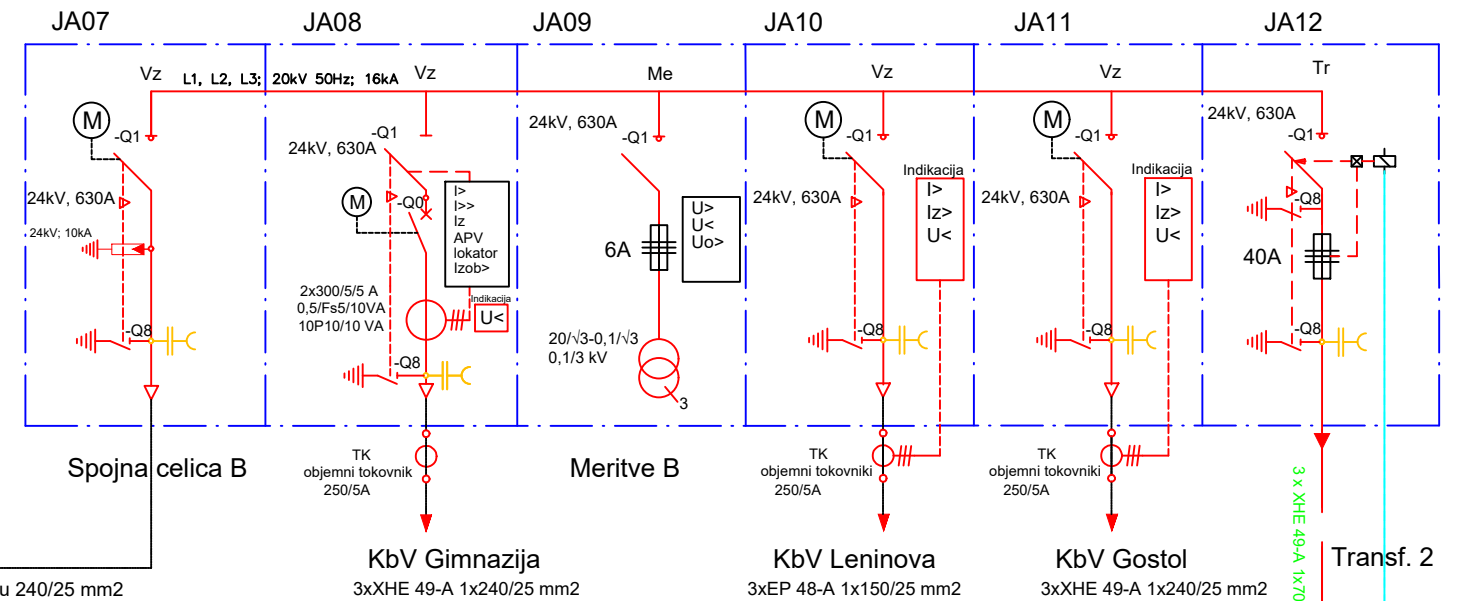 JA07
JA08
JA09
JA10
JA11
JA12
Vz
L1, L2, L3; 20kV 50Hz; 16kA
Vz
Me
Vz
Vz
Tr
M
-Q1
24kV, 630A
24kV; 10kA
-Q8
-Q1
24kV, 630A
M
-Q0
I>
I>>
Iz
APV
lokator
Izob>
2x300/5/5 A
0,5/Fs5/10VA
10P10/10 VA
Indikacija
U<
-Q8
24kV, 630A
-Q1
6A
U>
U<
Uo>
20/√3-0,1/√3
0,1/3 kV
3
M
-Q1
24kV, 630A
Indikacija
I>
Iz>
U<
-Q8
M
-Q1
24kV, 630A
Indikacija
I>
Iz>
U<
-Q8
24kV, 630A
-Q1
-Q8
40A
-Q8
Spojna celica B
TK
objemni tokovnik
250/5A
Meritve B
TK
objemni tokovniki
250/5A
TK
objemni tokovniki
250/5A
3 x XHE 49-A 1x70
KbV Gimnazija
3xXHE 49-A 1x240/25 mm2
KbV Leninova
3xEP 48-A 1x150/25 mm2
KbV Gostol
3xXHE 49-A 1x240/25 mm2
Transf. 2
u 240/25 mm2